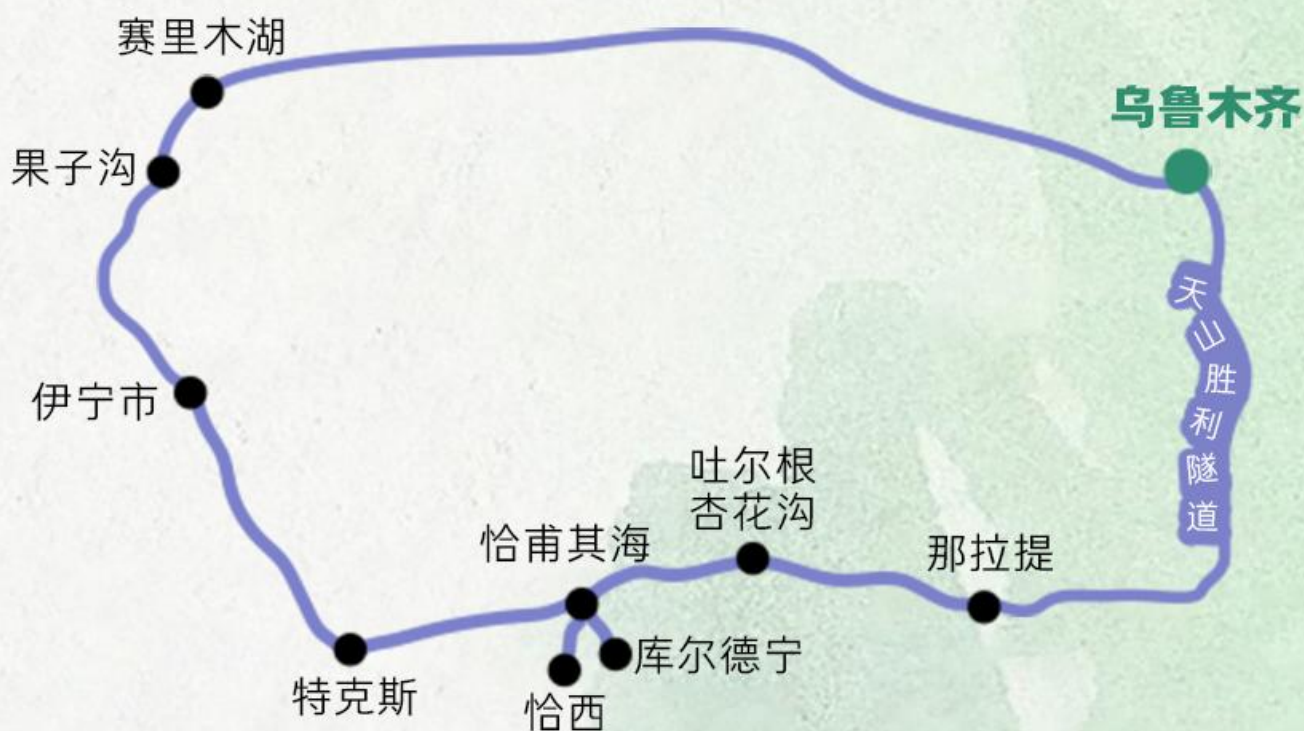 赛里木湖
乌鲁木齐
果子沟
天山胜利隧道
伊宁市
吐尔根
杏花沟
恰甫其海
那拉提
库尔德宁
特克斯
恰西